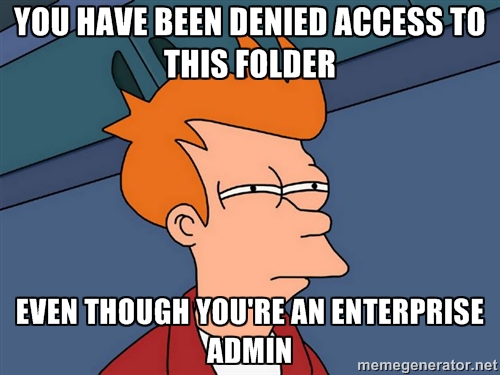 YOU HAVE BEEN DENIED ACCESS TO
THIS FOLDER
EVEN THOUGH YOU'RE AN ENTERPRISE
ADMIN
memegenerator.net